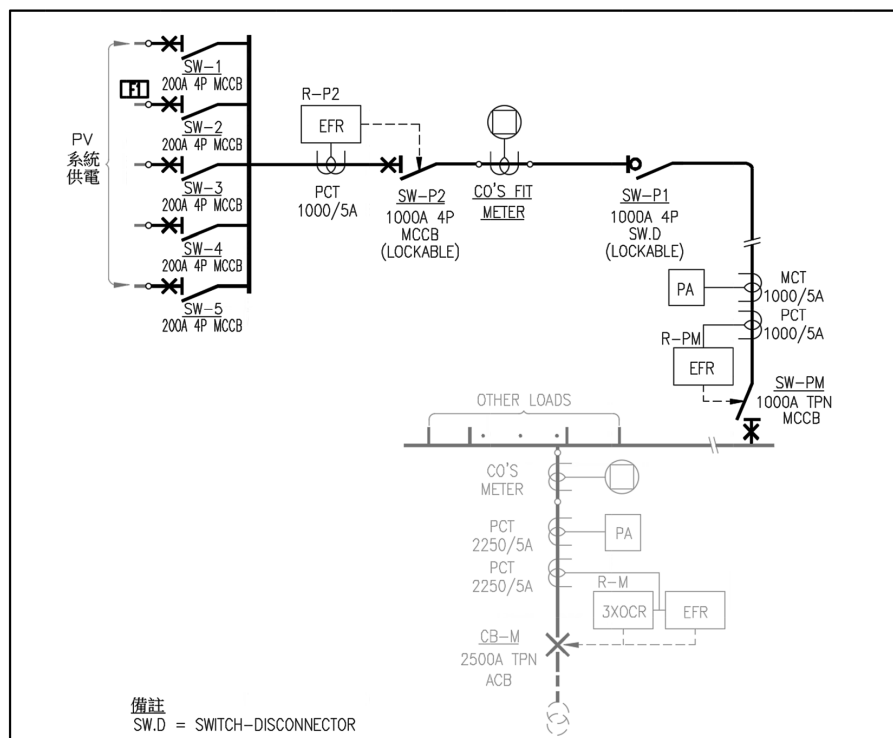 PV
系統
供電
SW-1
200A 4P MCCB
F1
SW-2
200A 4P MCCB
SW-3
200A 4P MCCB
SW-4
200A 4P MCCB
SW-5
200A 4P MCCB
R-P2
EFR
PCT
1000/5A
SW-P2
1000A 4P
MCCB
(LOCKABLE)
CO'S FIT
METER
SW-P1
1000A 4P
SW.D
(LOCKABLE)
PA
MCT
1000/5A
PCT
1000/5A
R-PM
EFR
SW-PM
1000A TPN
MCCB
OTHER LOADS
CO'S
METER
PCT
2250/5A
PA
PCT
2250/5A
R-M
3XOCR
EFR
CB-M
2500A TPN
ACB
備註
SW.D = SWITCH-DISCONNECTOR